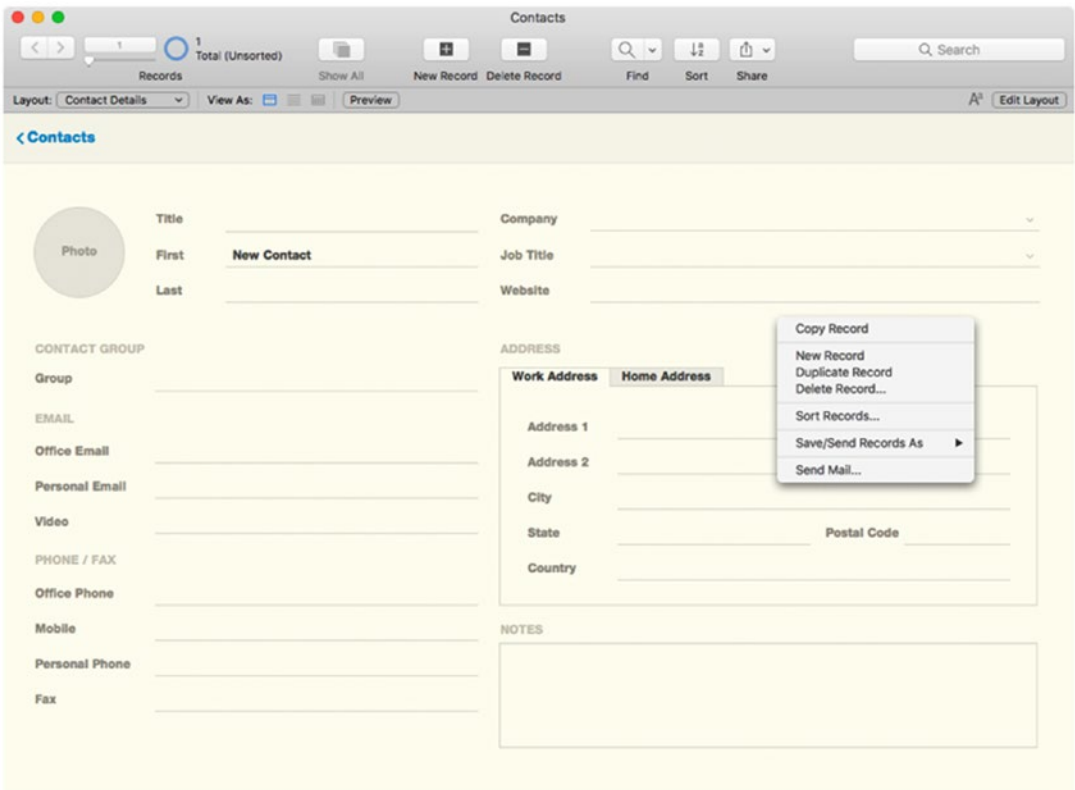 Contacts
1
1
Total (Unsorted)
Records
Show All
New Record
Delete Record
Find
Sort
Share
Search
Layout: Contact Details
View As:
Preview
Aa
Edit Layout
Contacts
Photo
Title
First
New Contact
Last
Company
Job Title
Website
CONTACT GROUP
Group
EMAIL
Office Email
Personal Email
Video
PHONE / FAX
Office Phone
Mobile
Personal Phone
Fax
ADDRESS
Work Address
Home Address
Address 1
Address 2
City
State
Postal Code
Country
NOTES
Copy Record
New Record
Duplicate Record
Delete Record...
Sort Records...
Save/Send Records As
Send Mail...